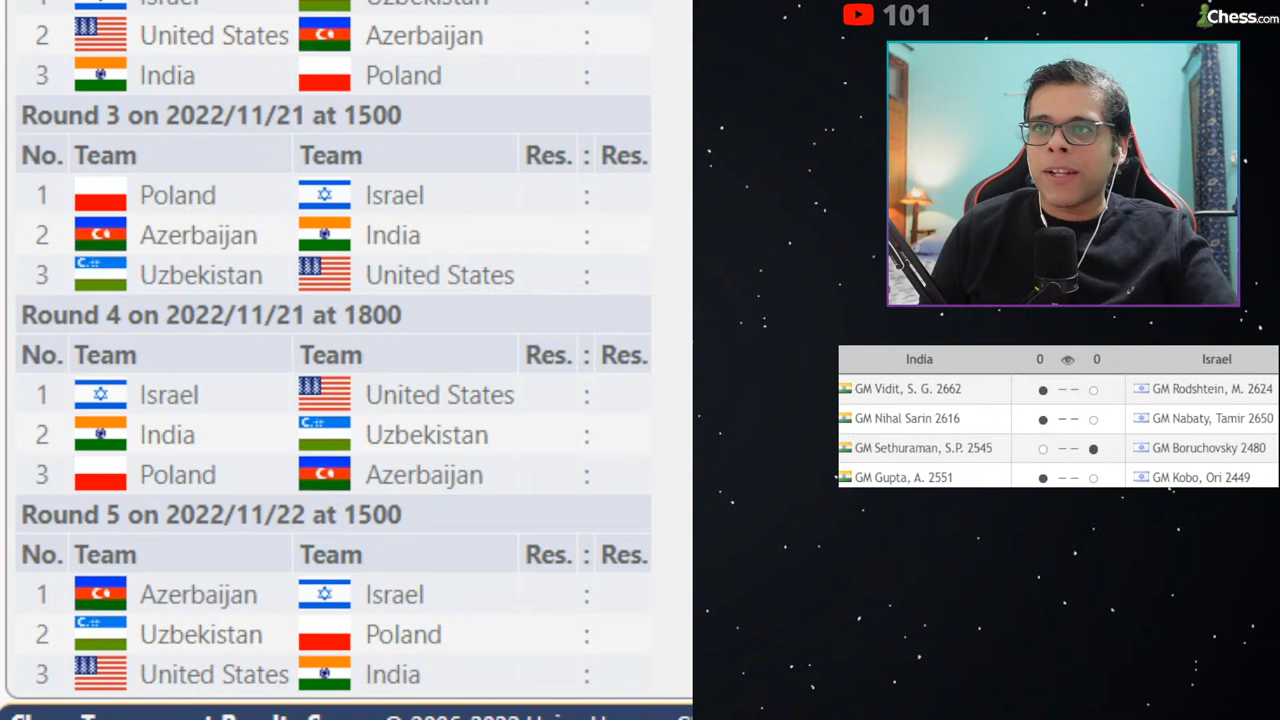 Israel
Uzbekistan
2 United States Azerbaijan :
3 India Poland :
Round 3 on 2022/11/21 at 1500
No. Team Team Res. : Res.
1 Poland Israel :
2 Azerbaijan India :
3 Uzbekistan United States :
Round 4 on 2022/11/21 at 1800
No. Team Team Res. : Res.
1 Israel United States :
2 India Uzbekistan :
3 Poland Azerbaijan :
Round 5 on 2022/11/22 at 1500
No. Team Team Res. : Res.
1 Azerbaijan Israel :
2 Uzbekistan Poland :
3 United States India :
101
Chess.com
India 0 0 Israel
GM Vidit, S. G. 2662 – – GM Rodshtein, M. 2624
GM Nihal Sarin 2616 – – GM Nabaty, Tamir 2650
GM Sethuraman, S.P. 2545 – – GM Boruchovsky 2480
GM Gupta, A. 2551 – – GM Kobo, Ori 2449